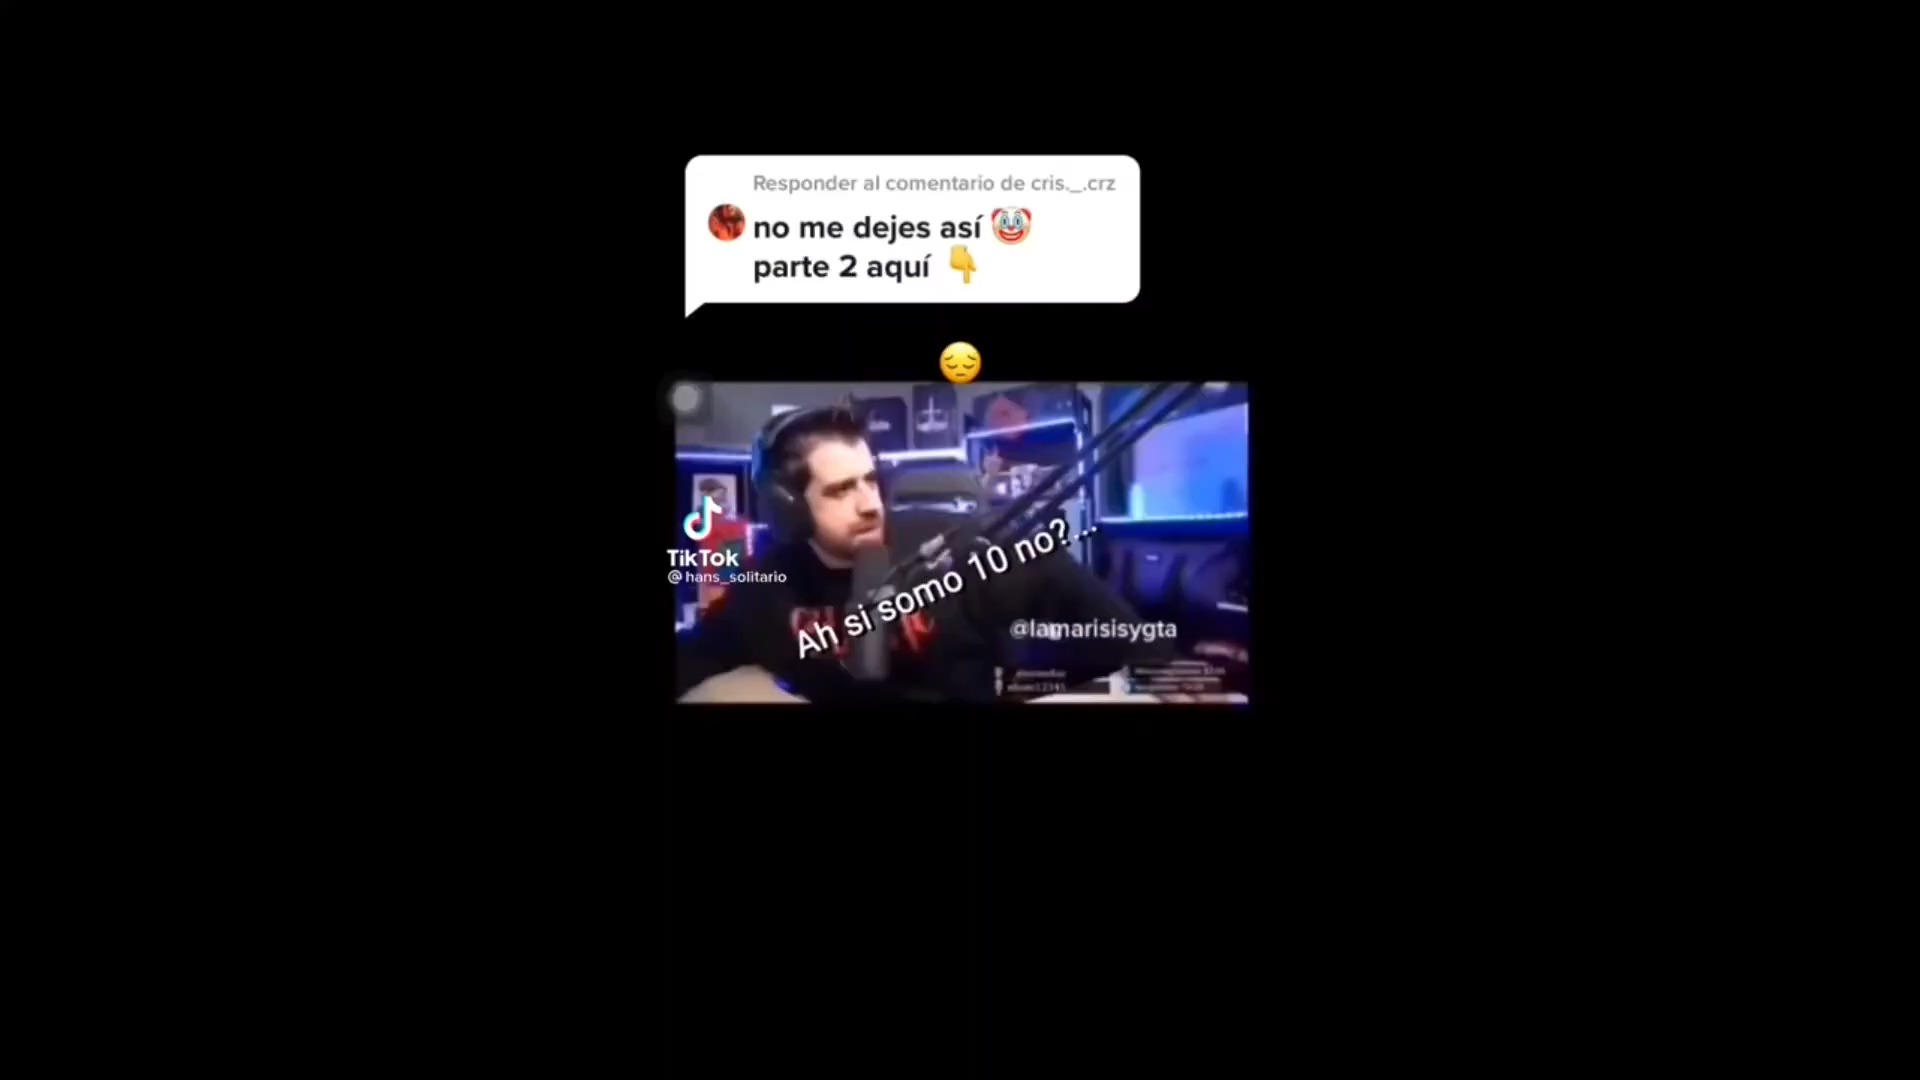 Responder al comentario de cris._.crz
no me dejes así 🤡
parte 2 aquí 👇
😔
TikTok
@hans_solitario
Ah si somo 10 no?...
@lamarisisygta